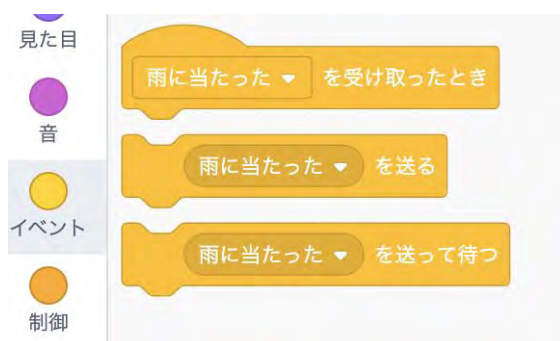 見た目
音
イベント
制御
雨に当たった を受け取ったとき
雨に当たった を送る
雨に当たった を送って待つ